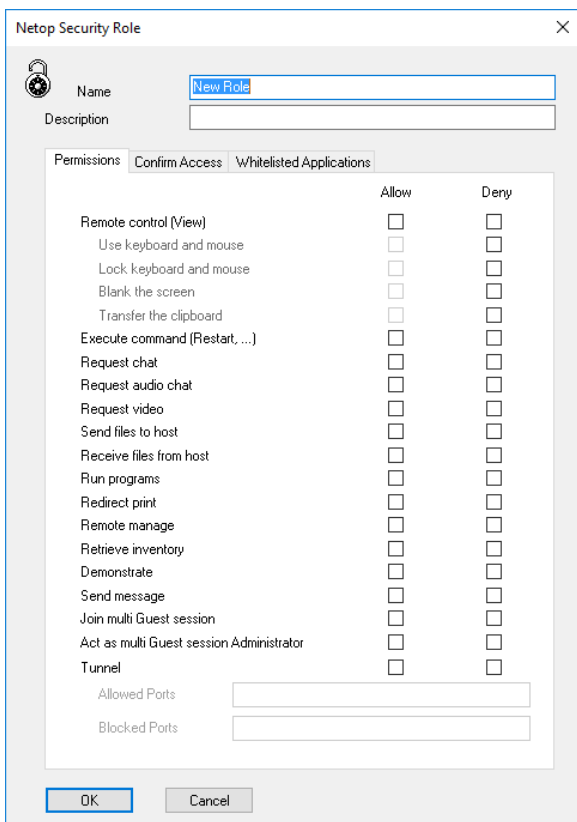 Netop Security Role
Name New Role
Description
Permissions Confirm Access Whitelisted Applications
Allow Deny
Remote control (View)
Use keyboard and mouse
Lock keyboard and mouse
Blank the screen
Transfer the clipboard
Execute command (Restart, ...)
Request chat
Request audio chat
Request video
Send files to host
Receive files from host
Run programs
Redirect print
Remote manage
Retrieve inventory
Demonstrate
Send message
Join multi Guest session
Act as multi Guest session Administrator
Tunnel
Allowed Ports
Blocked Ports
OK Cancel